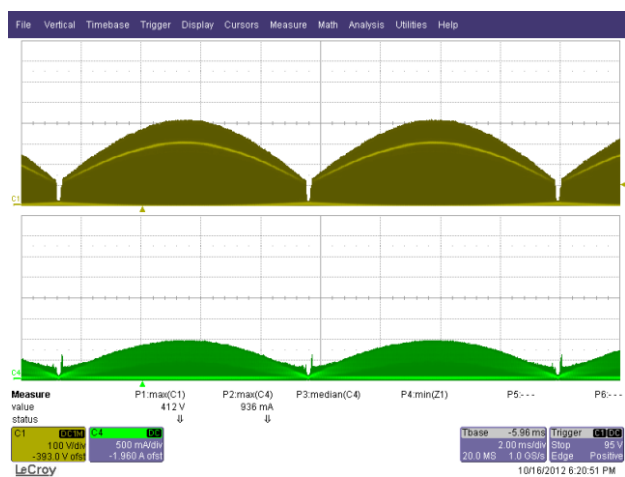 File Vertical Timebase Trigger Display Cursors Measure Math Analysis Utilities Help
C1
C4
Measure P1:max(C1) P2:max(C4) P3:median(C4) P4:min(Z1) P5:- - - P6:- - -
value 412 V 936 mA
status
C1 DC1M C4 DC Tbase -5.96 ms Trigger C1 DC
100 V/div 500 mA/div 2.00 ms/div Stop 95 V
-393.0 V ofst -1.960 A ofst 20.0 MS 1.0 GS/s Edge Positive
LeCroy 10/16/2012 6:20:51 PM